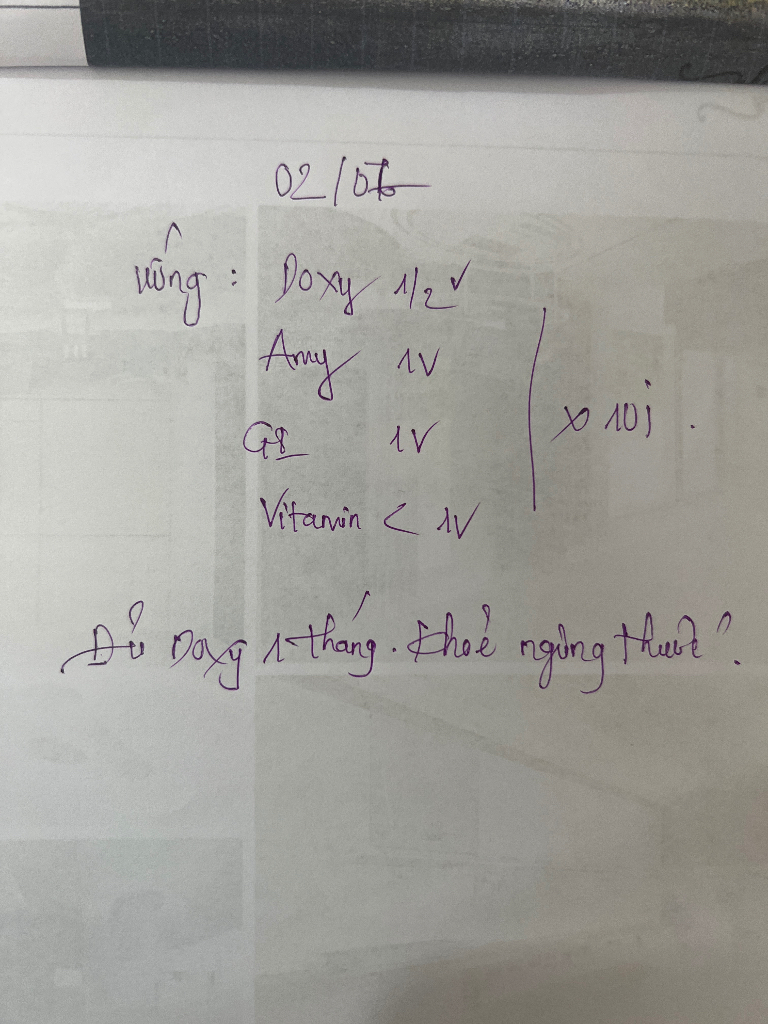 02/07
Uống : Doxy 1/2 v
Amy 1V
G8 1V
x 10j .
Vitamin C 1V
Đủ Doxy 1 tháng. Khoẻ ngừng thuốc.